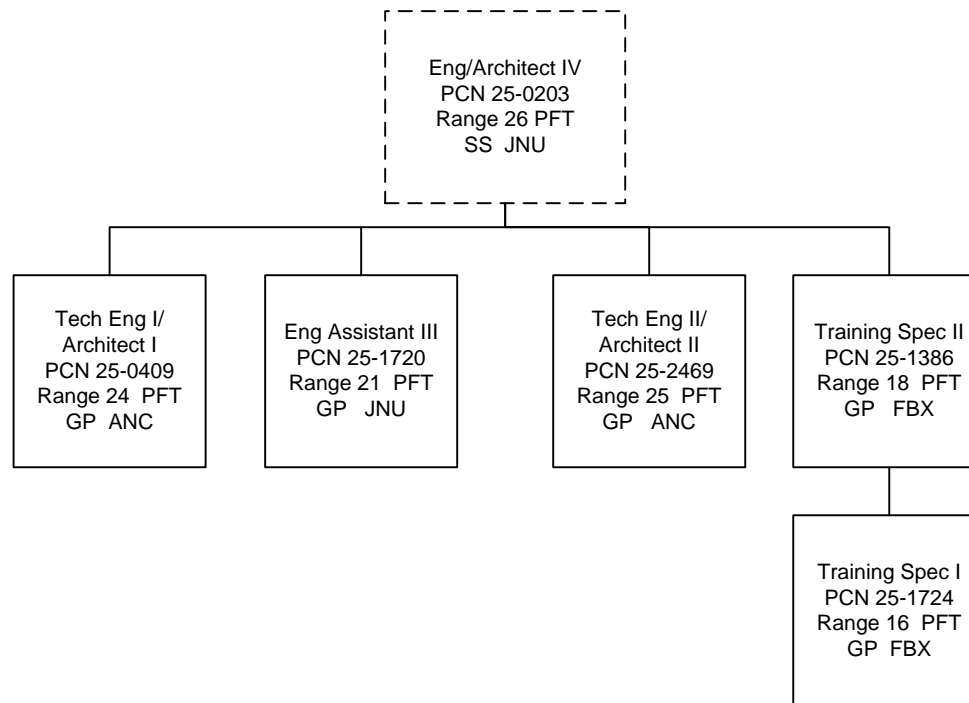 Eng/Architect IV
PCN 25-0203
Range 26 PFT
SS JNU
Tech Eng I/
Architect I
PCN 25-0409
Range 24 PFT
GP ANC
Eng Assistant III
PCN 25-1720
Range 21 PFT
GP JNU
Tech Eng II/
Architect II
PCN 25-2469
Range 25 PFT
GP ANC
Training Spec II
PCN 25-1386
Range 18 PFT
GP FBX
Training Spec I
PCN 25-1724
Range 16 PFT
GP FBX